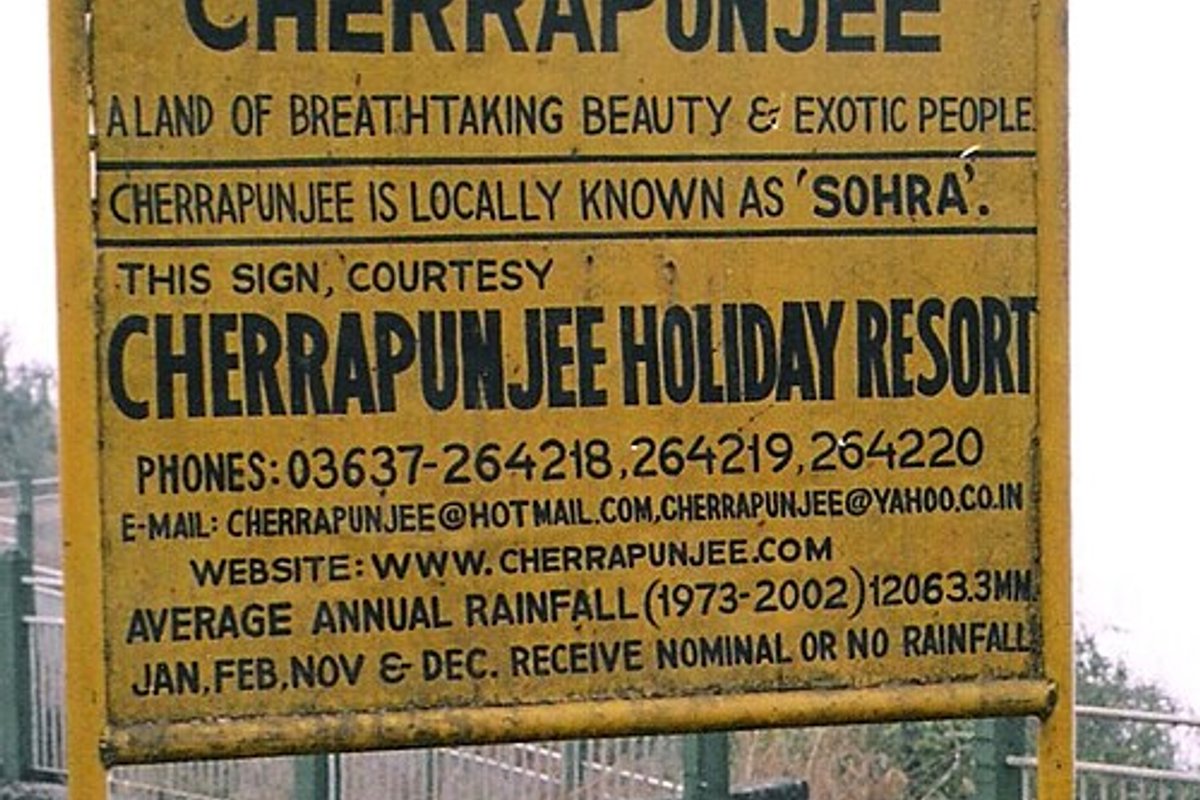 CHERRAPUNJEE
A LAND OF BREATHTAKING BEAUTY & EXOTIC PEOPLE.
CHERRAPUNJEE IS LOCALLY KNOWN AS 'SOHRA'.
THIS SIGN, COURTESY
CHERRAPUNJEE HOLIDAY RESORT
PHONES: 03637-264218,264219,264220
E-MAIL: CHERRAPUNJEE@HOTMAIL.COM,CHERRAPUNJEE@YAHOO.CO.IN
WEBSITE: WWW.CHERRAPUNJEE.COM
AVERAGE ANNUAL RAINFALL (1973-2002) 12063.3MM.
JAN, FEB, NOV & DEC. RECEIVE NOMINAL OR NO RAINFALL